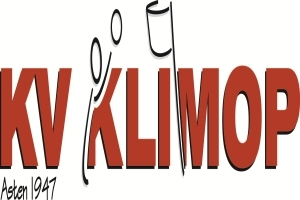 KV KLIMOP
Asten 1947